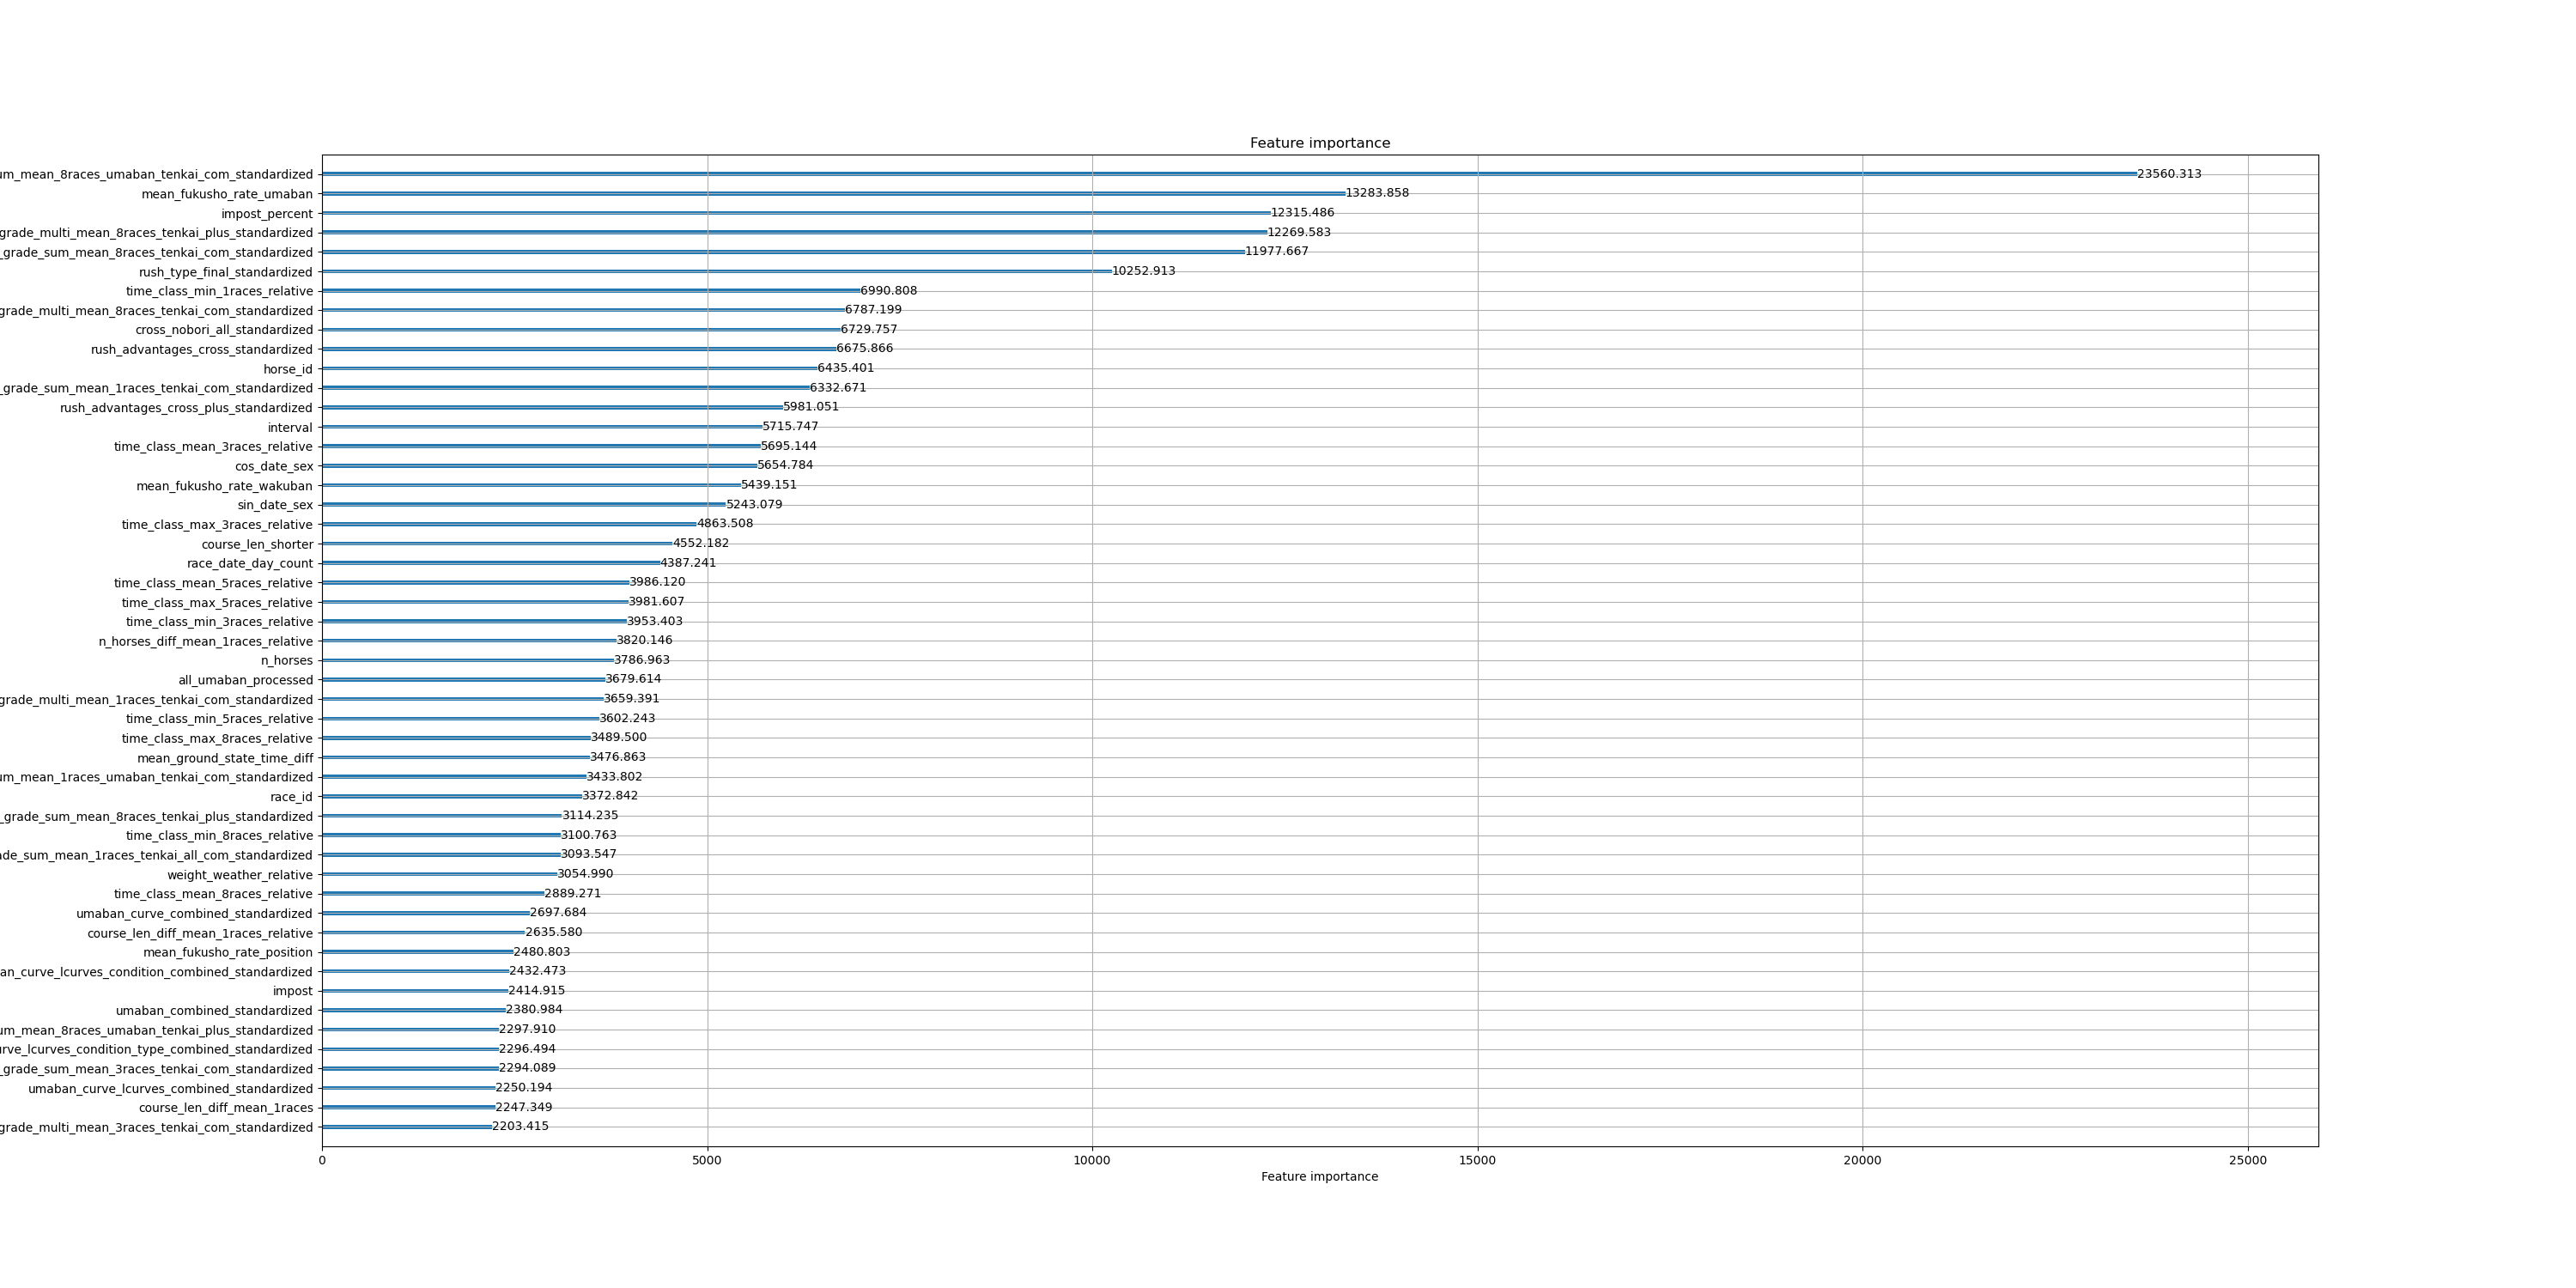 Feature importance
um_mean_8races_umaban_tenkai_com_standardized 23560.313
mean_fukusho_rate_umaban 13283.858
impost_percent 12315.486
grade_multi_mean_8races_tenkai_plus_standardized 12269.583
_grade_sum_mean_8races_tenkai_com_standardized 11977.667
rush_type_final_standardized 10252.913
time_class_min_1races_relative 6990.808
grade_multi_mean_8races_tenkai_com_standardized 6787.199
cross_nobori_all_standardized 6729.757
rush_advantages_cross_standardized 6675.866
horse_id 6435.401
_grade_sum_mean_1races_tenkai_com_standardized 6332.671
rush_advantages_cross_plus_standardized 5981.051
interval 5715.747
time_class_mean_3races_relative 5695.144
cos_date_sex 5654.784
mean_fukusho_rate_wakuban 5439.151
sin_date_sex 5243.079
time_class_max_3races_relative 4863.508
course_len_shorter 4552.182
race_date_day_count 4387.241
time_class_mean_5races_relative 3986.120
time_class_max_5races_relative 3981.607
time_class_min_3races_relative 3953.403
n_horses_diff_mean_1races_relative 3820.146
n_horses 3786.963
all_umaban_processed 3679.614
grade_multi_mean_1races_tenkai_com_standardized 3659.391
time_class_min_5races_relative 3602.243
time_class_max_8races_relative 3489.500
mean_ground_state_time_diff 3476.863
um_mean_1races_umaban_tenkai_com_standardized 3433.802
race_id 3372.842
_grade_sum_mean_8races_tenkai_plus_standardized 3114.235
time_class_min_8races_relative 3100.763
ade_sum_mean_1races_tenkai_all_com_standardized 3093.547
weight_weather_relative 3054.990
time_class_mean_8races_relative 2889.271
umaban_curve_combined_standardized 2697.684
course_len_diff_mean_1races_relative 2635.580
mean_fukusho_rate_position 2480.803
an_curve_lcurves_condition_combined_standardized 2432.473
impost 2414.915
umaban_combined_standardized 2380.984
um_mean_8races_umaban_tenkai_plus_standardized 2297.910
urve_lcurves_condition_type_combined_standardized 2296.494
_grade_sum_mean_3races_tenkai_com_standardized 2294.089
umaban_curve_lcurves_combined_standardized 2250.194
course_len_diff_mean_1races 2247.349
grade_multi_mean_3races_tenkai_com_standardized 2203.415
0 5000 10000 15000 20000 25000
Feature importance